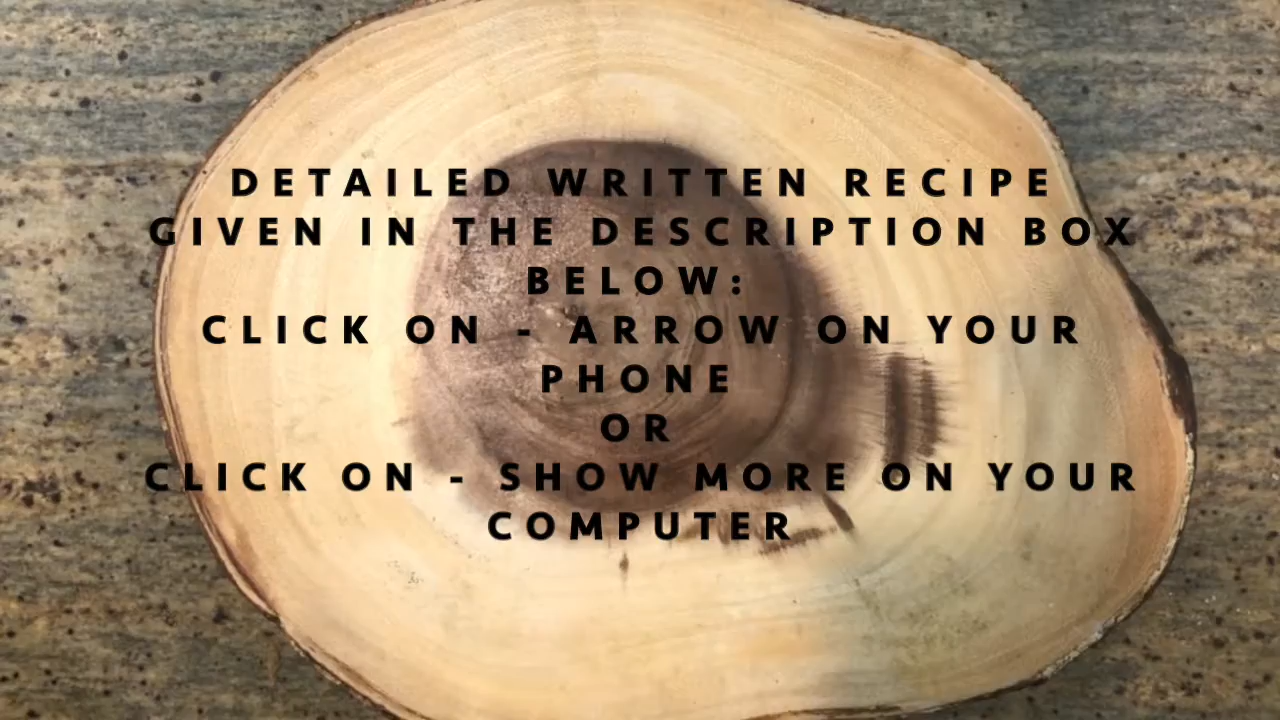 DETAILED WRITTEN RECIPE
GIVEN IN THE DESCRIPTION BOX
BELOW:
CLICK ON - ARROW ON YOUR
PHONE
OR
CLICK ON - SHOW MORE ON YOUR
COMPUTER